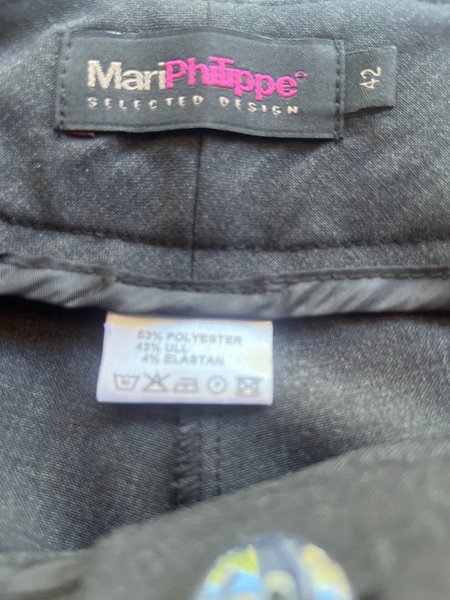 MariPhilippe
SELECTED DESIGN
42
53% POLYESTER
43% ULL
4% ELASTAN